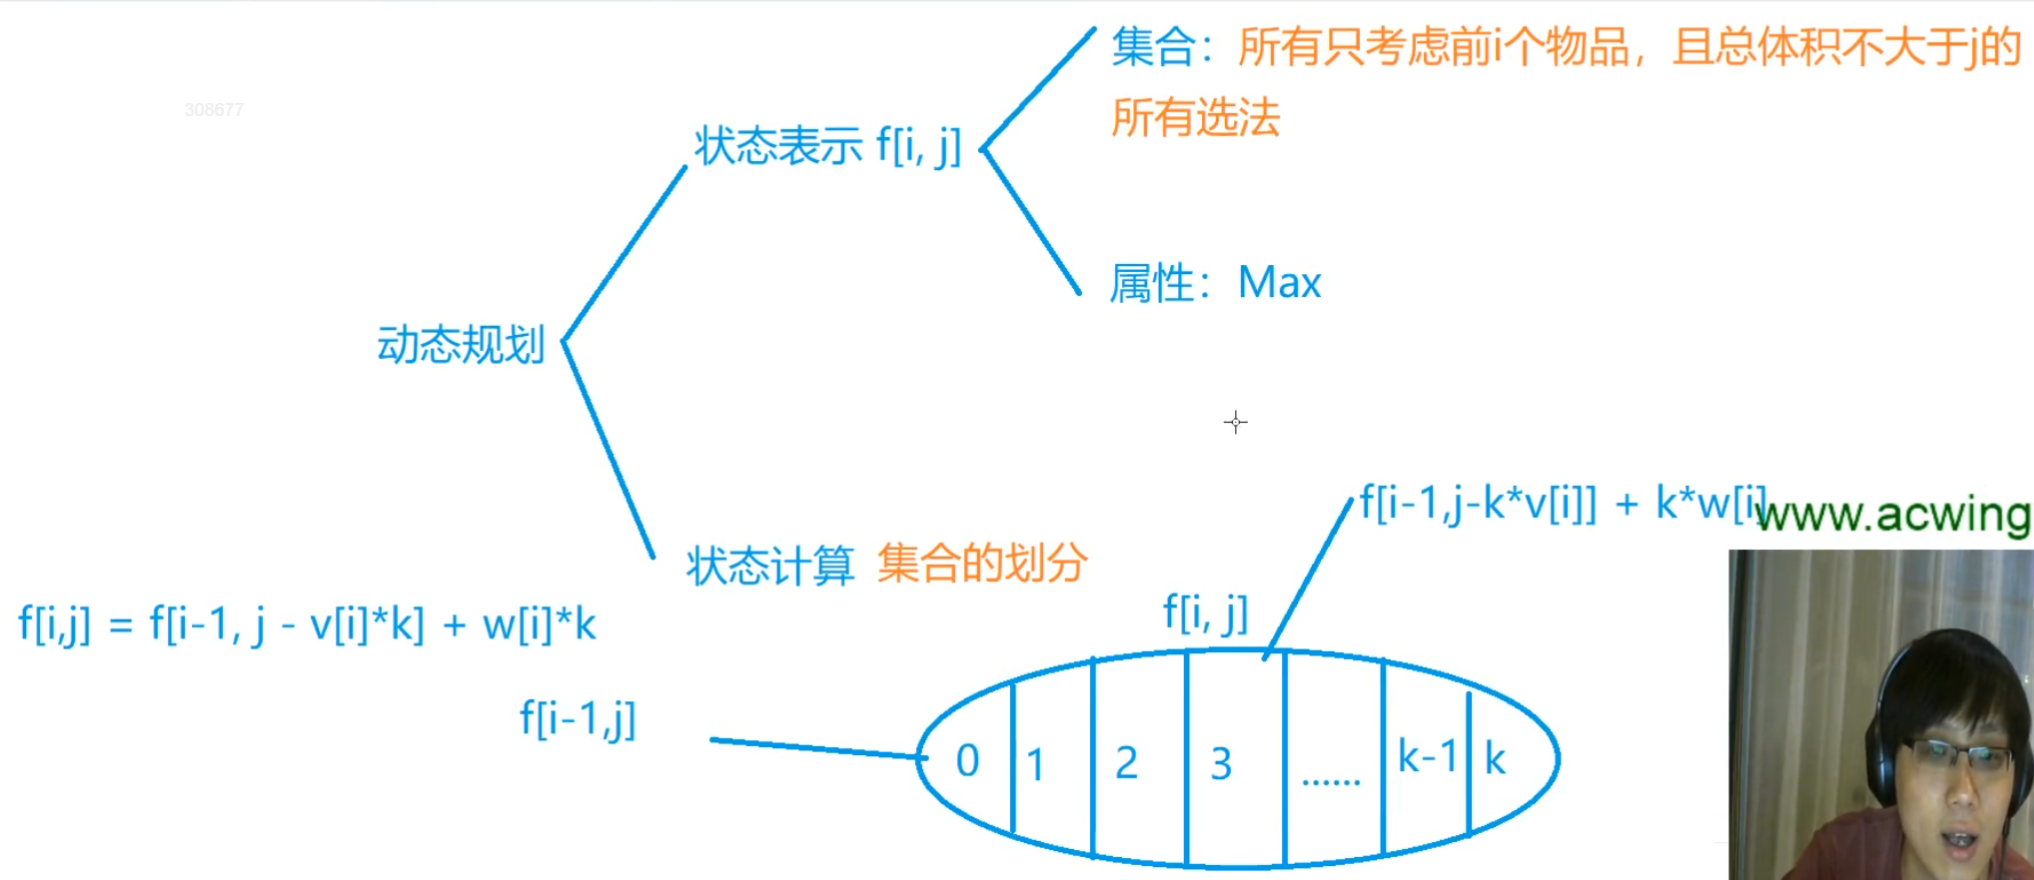 308677
集合：所有只考虑前i个物品，且总体积不大于j的
所有选法
状态表示 f[i, j]
属性：Max
动态规划
f[i-1,j-k*v[i]] + k*w[i]
www.acwing
状态计算 集合的划分
f[i,j] = f[i-1, j - v[i]*k] + w[i]*k
f[i, j]
f[i-1,j]
0 1 2 3 ...... k-1 k